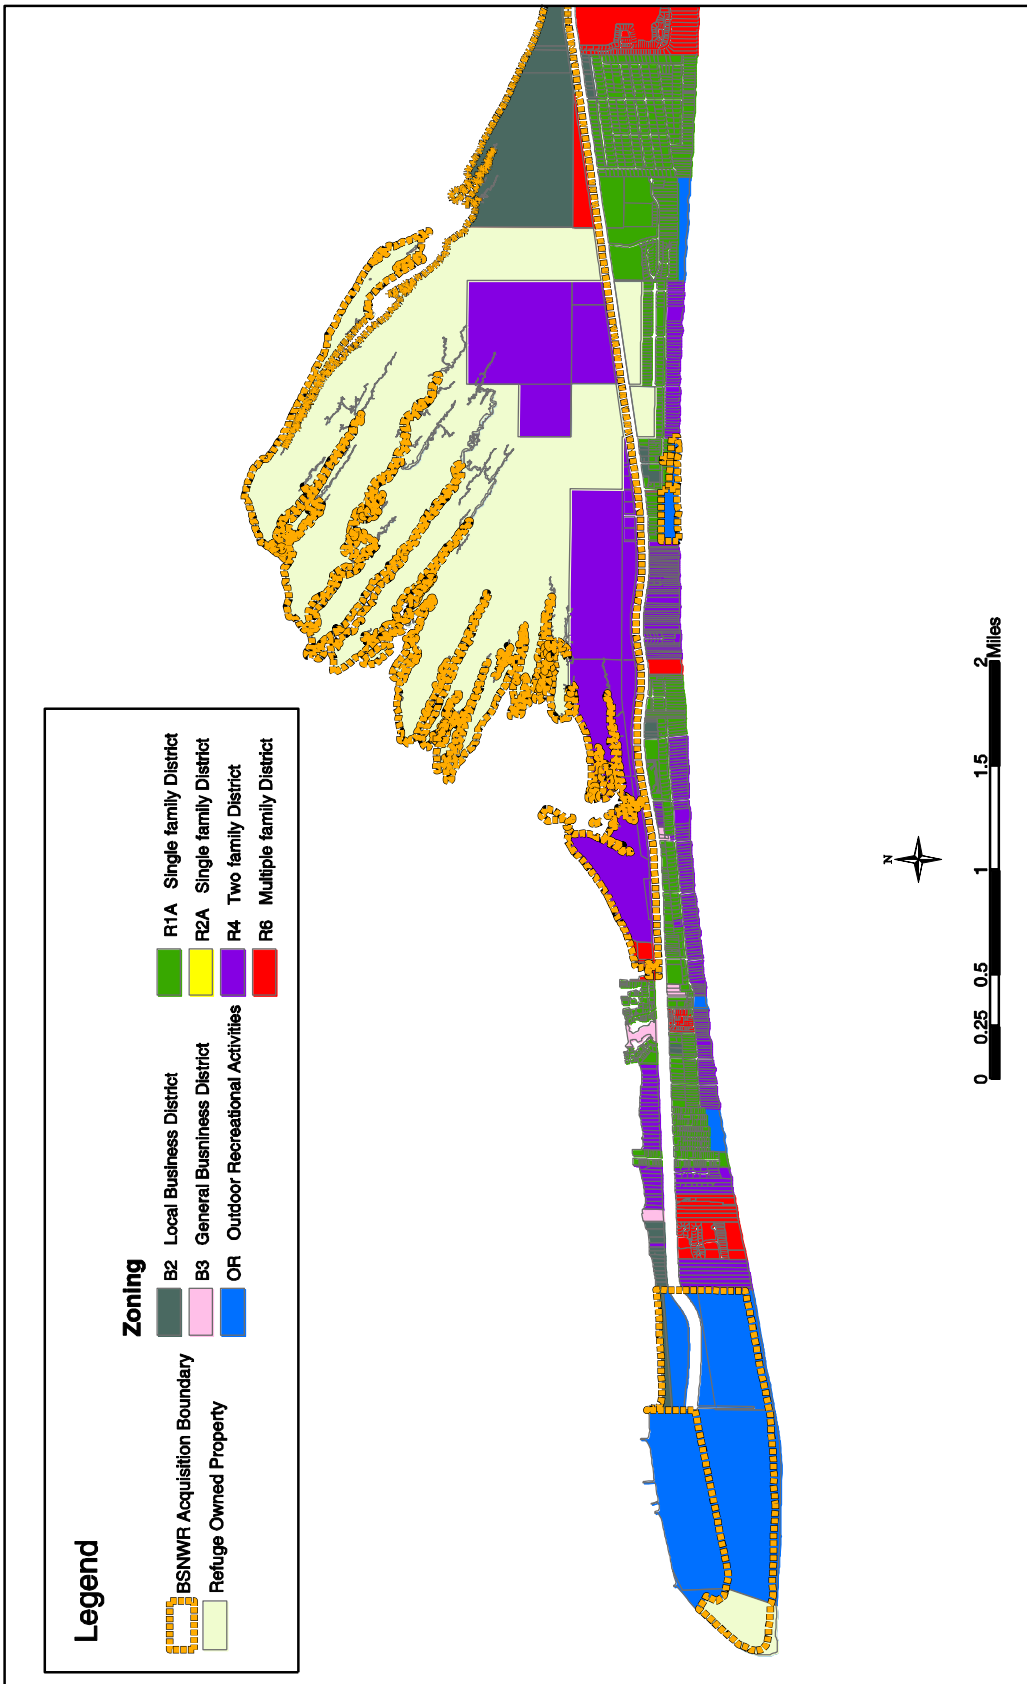 Legend
BSNWR Acquisition Boundary
Refuge Owned Property
Zoning
B2 Local Business District
B3 General Busniness District
OR Outdoor Recreational Activities
R1A Single family District
R2A Single family District
R4 Two family District
R6 Multiple family District
N
0 0.25 0.5 1 1.5 2 Miles